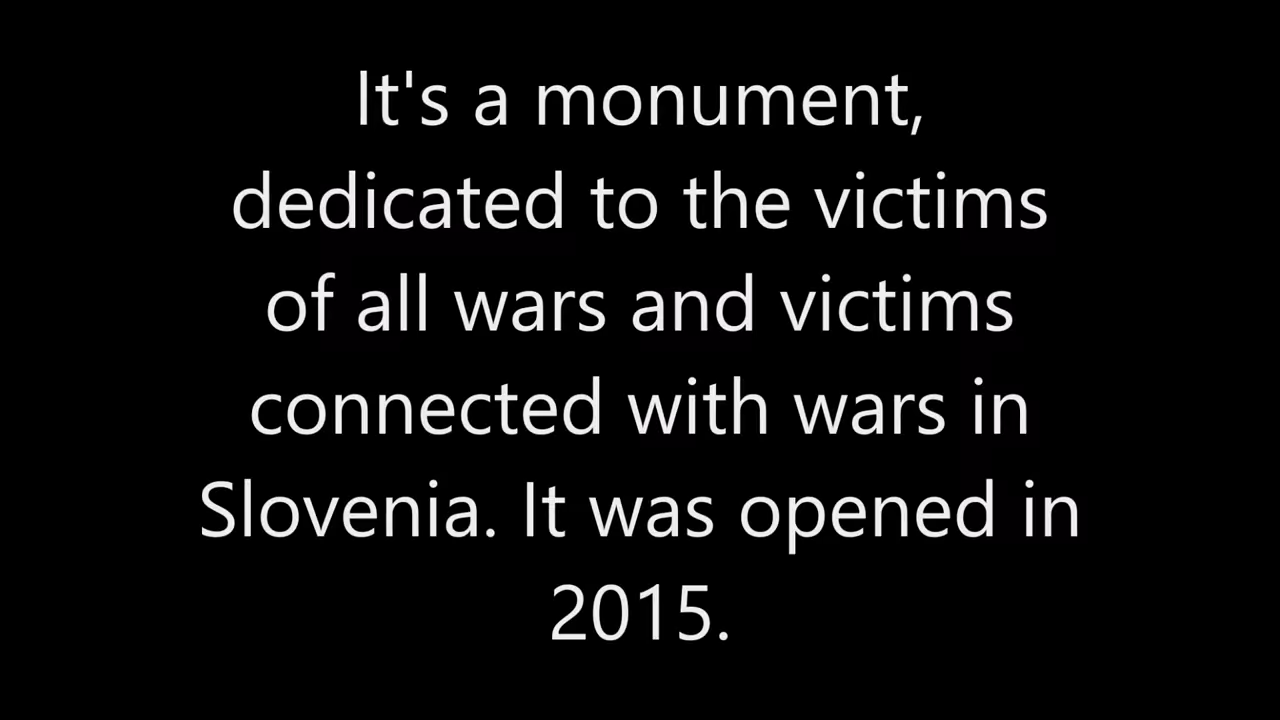 It's a monument,
dedicated to the victims
of all wars and victims
connected with wars in
Slovenia. It was opened in
2015.